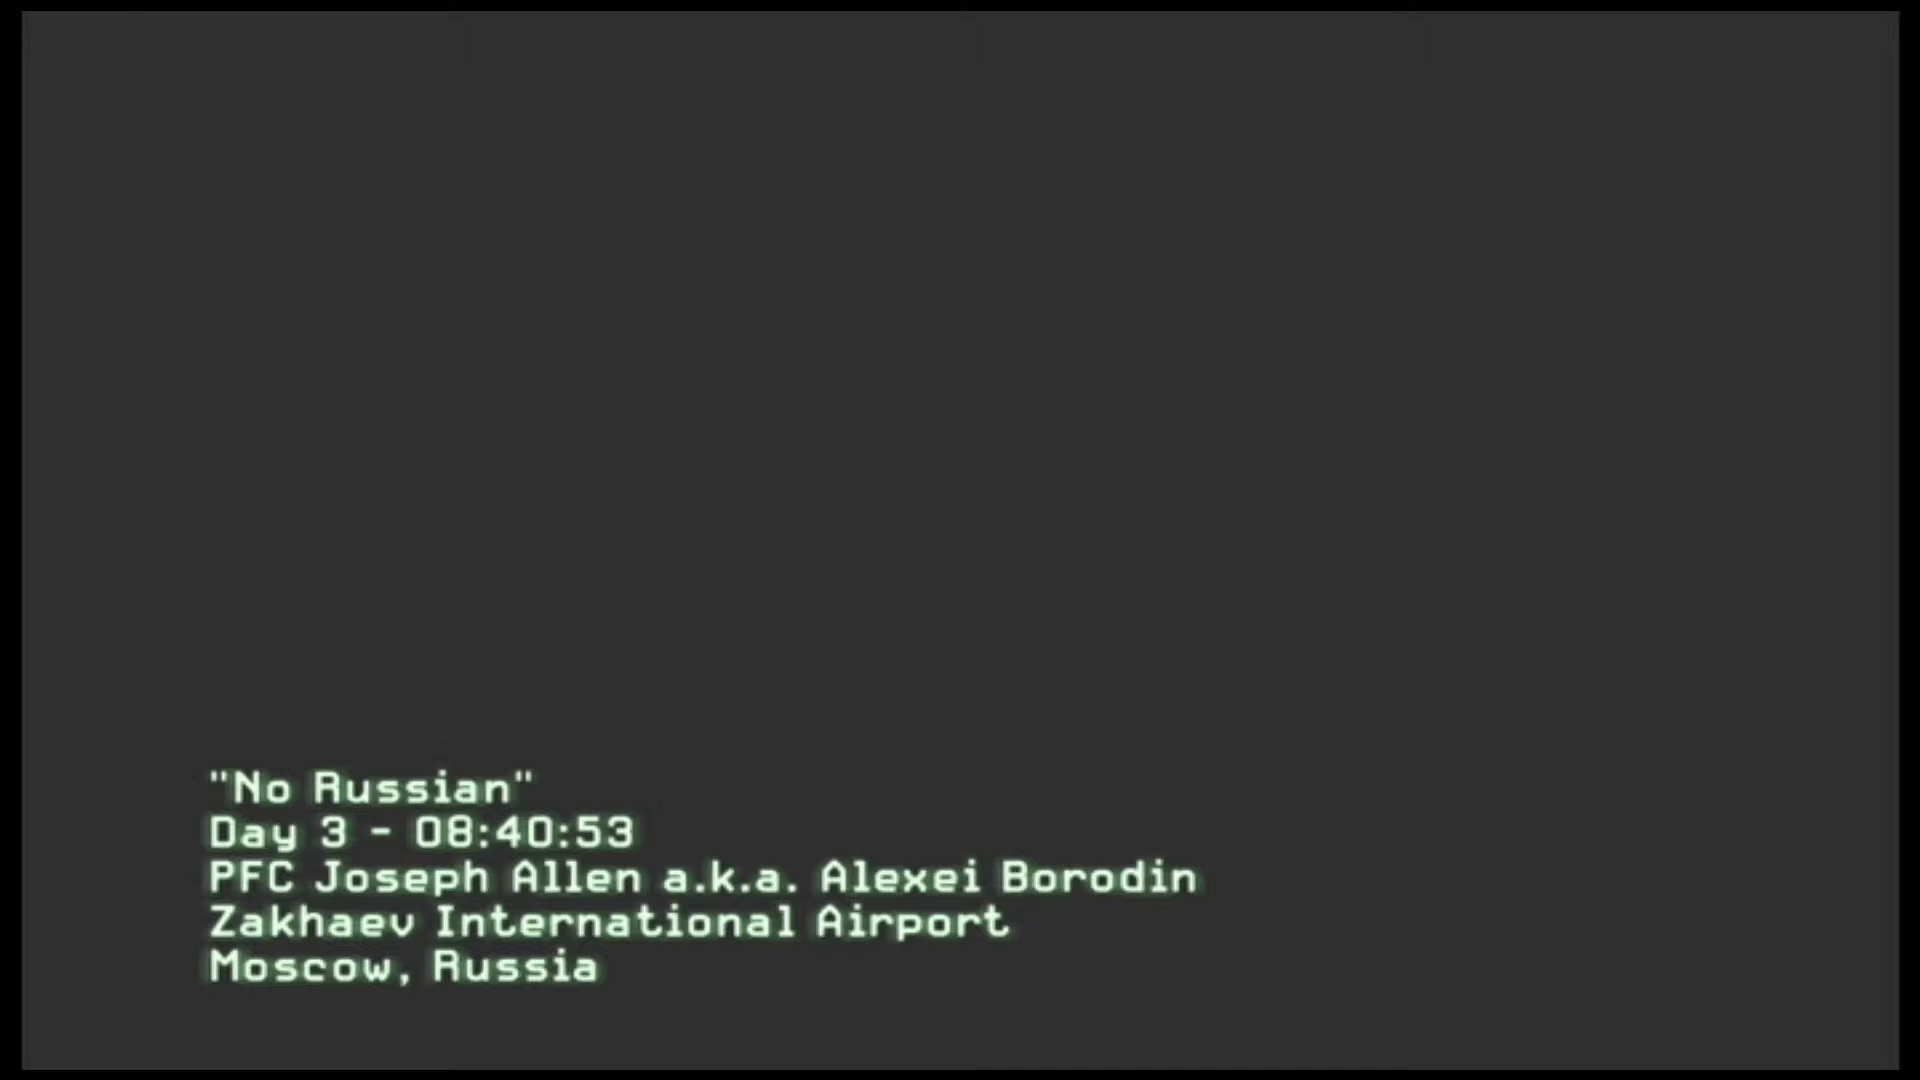 "No Russian"
Day 3 - 08:40:53
PFC Joseph Allen a.k.a. Alexei Borodin
Zakhaev International Airport
Moscow, Russia